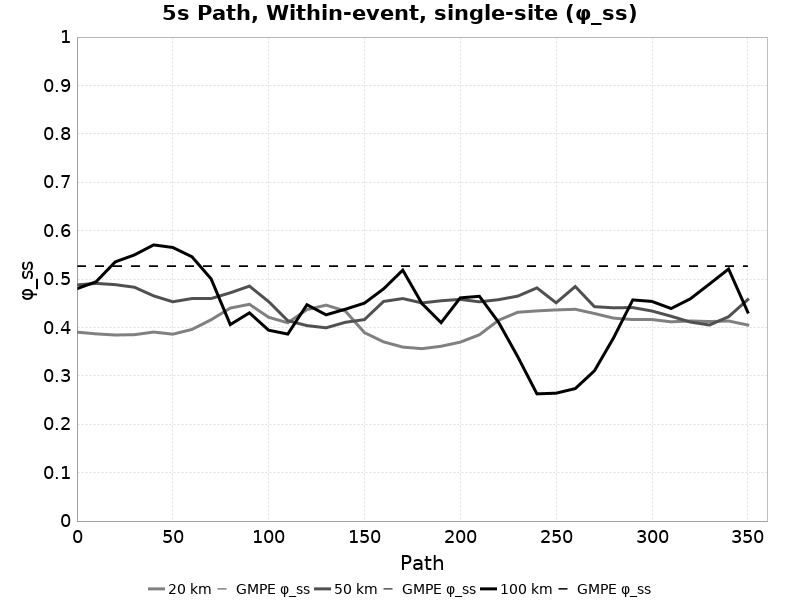 5s Path, Within-event, single-site (φ_ss)
1
0.9
0.8
0.7
0.6
0.5
0.4
0.3
0.2
0.1
0
φ_ss
0 50 100 150 200 250 300 350
Path
20 km GMPE φ_ss 50 km GMPE φ_ss 100 km GMPE φ_ss